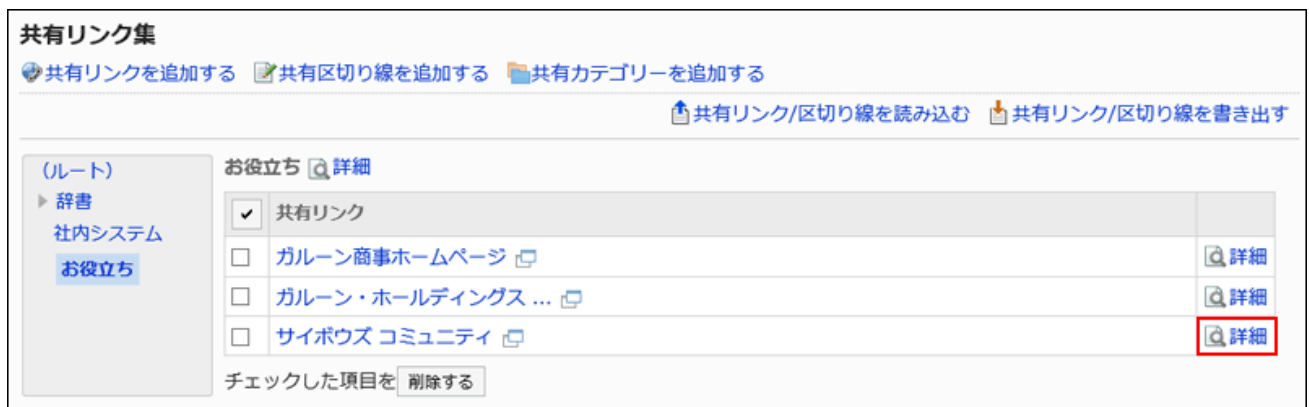 共有リンク集
共有リンクを追加する 共有区切り線を追加する 共有カテゴリーを追加する
共有リンク/区切り線を読み込む 共有リンク/区切り線を書き出す
(ルート)
辞書
社内システム
お役立ち
お役立ち 詳細
共有リンク
ガルーン商事ホームページ 詳細
ガルーン・ホールディングス ... 詳細
サイボウズ コミュニティ 詳細
チェックした項目を 削除する